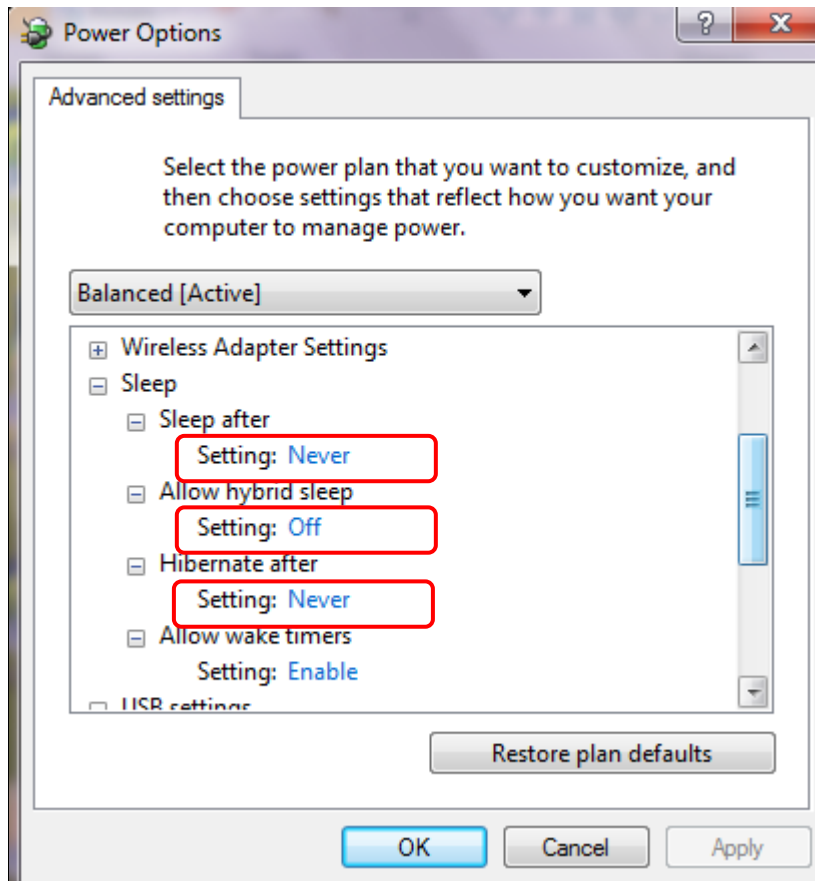 Power Options
Advanced settings
Select the power plan that you want to customize, and
then choose settings that reflect how you want your
computer to manage power.
Balanced [Active]
Wireless Adapter Settings
Sleep
Sleep after
Setting: Never
Allow hybrid sleep
Setting: Off
Hibernate after
Setting: Never
Allow wake timers
Setting: Enable
USB settings
Restore plan defaults
OK Cancel Apply